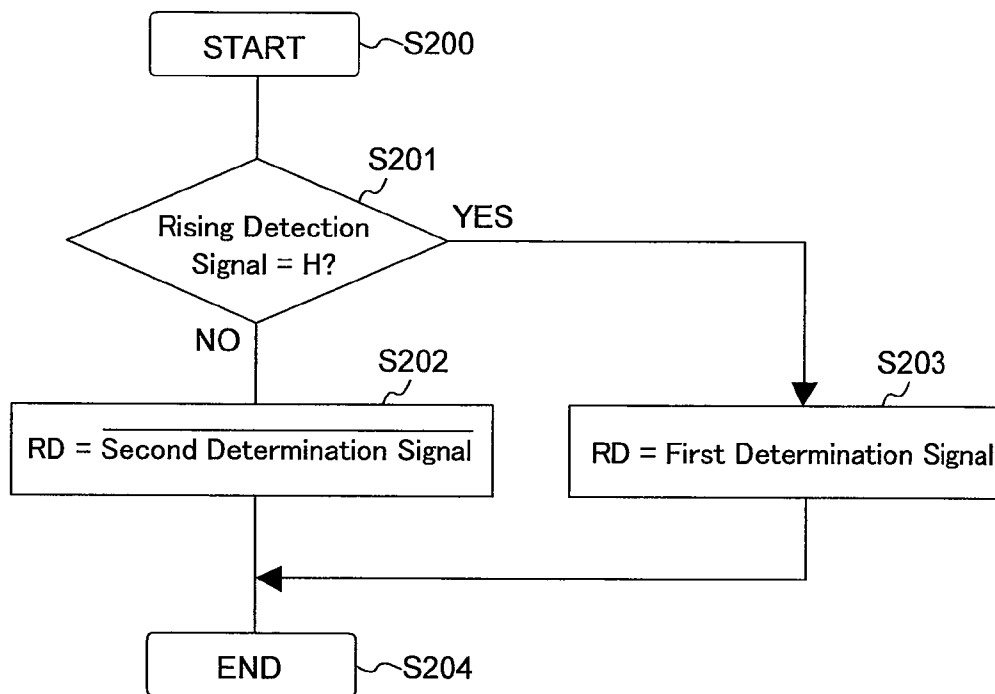 START
S200
S201
Rising Detection
Signal = H?
YES
NO
S202
S203
RD = Second Determination Signal
RD = First Determination Signal
END
S204